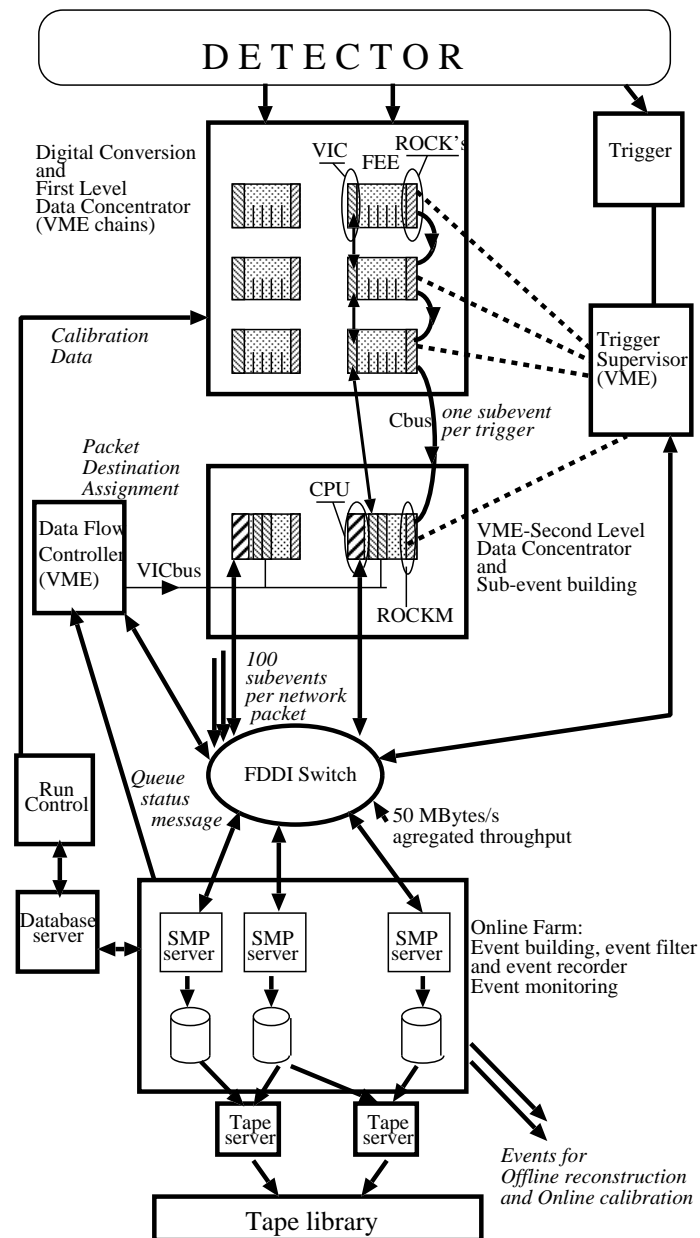 D E T E C T O R
Digital Conversion
and
First Level
Data Concentrator
(VME chains)
VIC
FEE
ROCK's
Trigger
Calibration
Data
Trigger
Supervisor
(VME)
Cbus
one subevent
per trigger
Packet
Destination
Assignment
CPU
Data Flow
Controller
(VME)
VICbus
VME-Second Level
Data Concentrator
and
Sub-event building
ROCKM
100
subevents
per network
packet
FDDI Switch
Run
Control
Queue
status
message
50 MBytes/s
agregated throughput
Database
server
SMP
server
SMP
server
SMP
server
Online Farm:
Event building, event filter
and event recorder
Event monitoring
Tape
server
Tape
server
Events for
Offline reconstruction
and Online calibration
Tape library